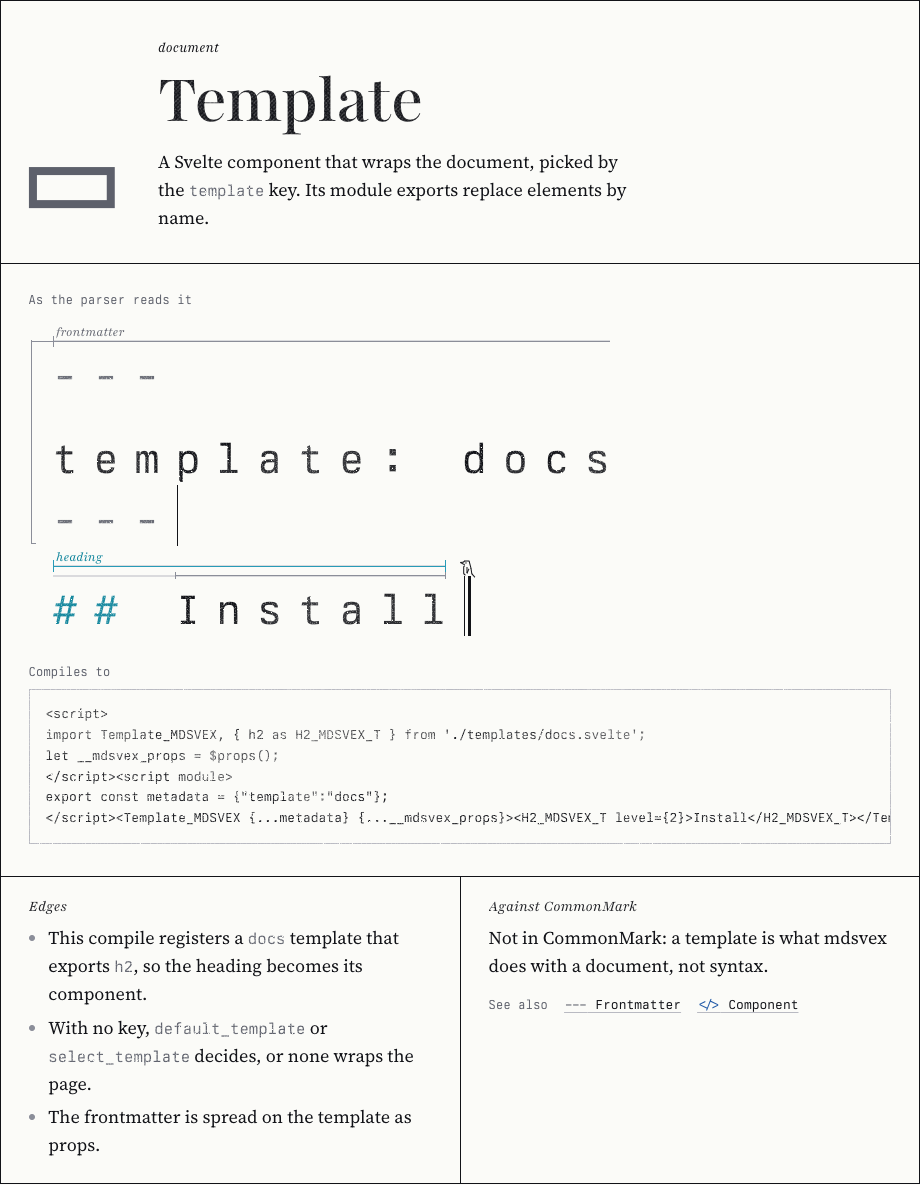 document
Template
A Svelte component that wraps the document, picked by
the template key. Its module exports replace elements by
name.
As the parser reads it
frontmatter
---
template: docs
---
heading
## Install
Compiles to
<script>
import Template_MDSVEX, { h2 as H2_MDSVEX_T } from './templates/docs.svelte';
let __mdsvex_props = $props();
</script><script module>
export const metadata = {"template":"docs"};
</script><Template_MDSVEX {...metadata} {...__mdsvex_props}><H2_MDSVEX_T level={2}>Install</H2_MDSVEX_T></Te
Edges
• This compile registers a docs template that
exports h2, so the heading becomes its
component.
• With no key, default_template or
select_template decides, or none wraps the
page.
• The frontmatter is spread on the template as
props.
Against CommonMark
Not in CommonMark: a template is what mdsvex
does with a document, not syntax.
See also --- Frontmatter </> Component